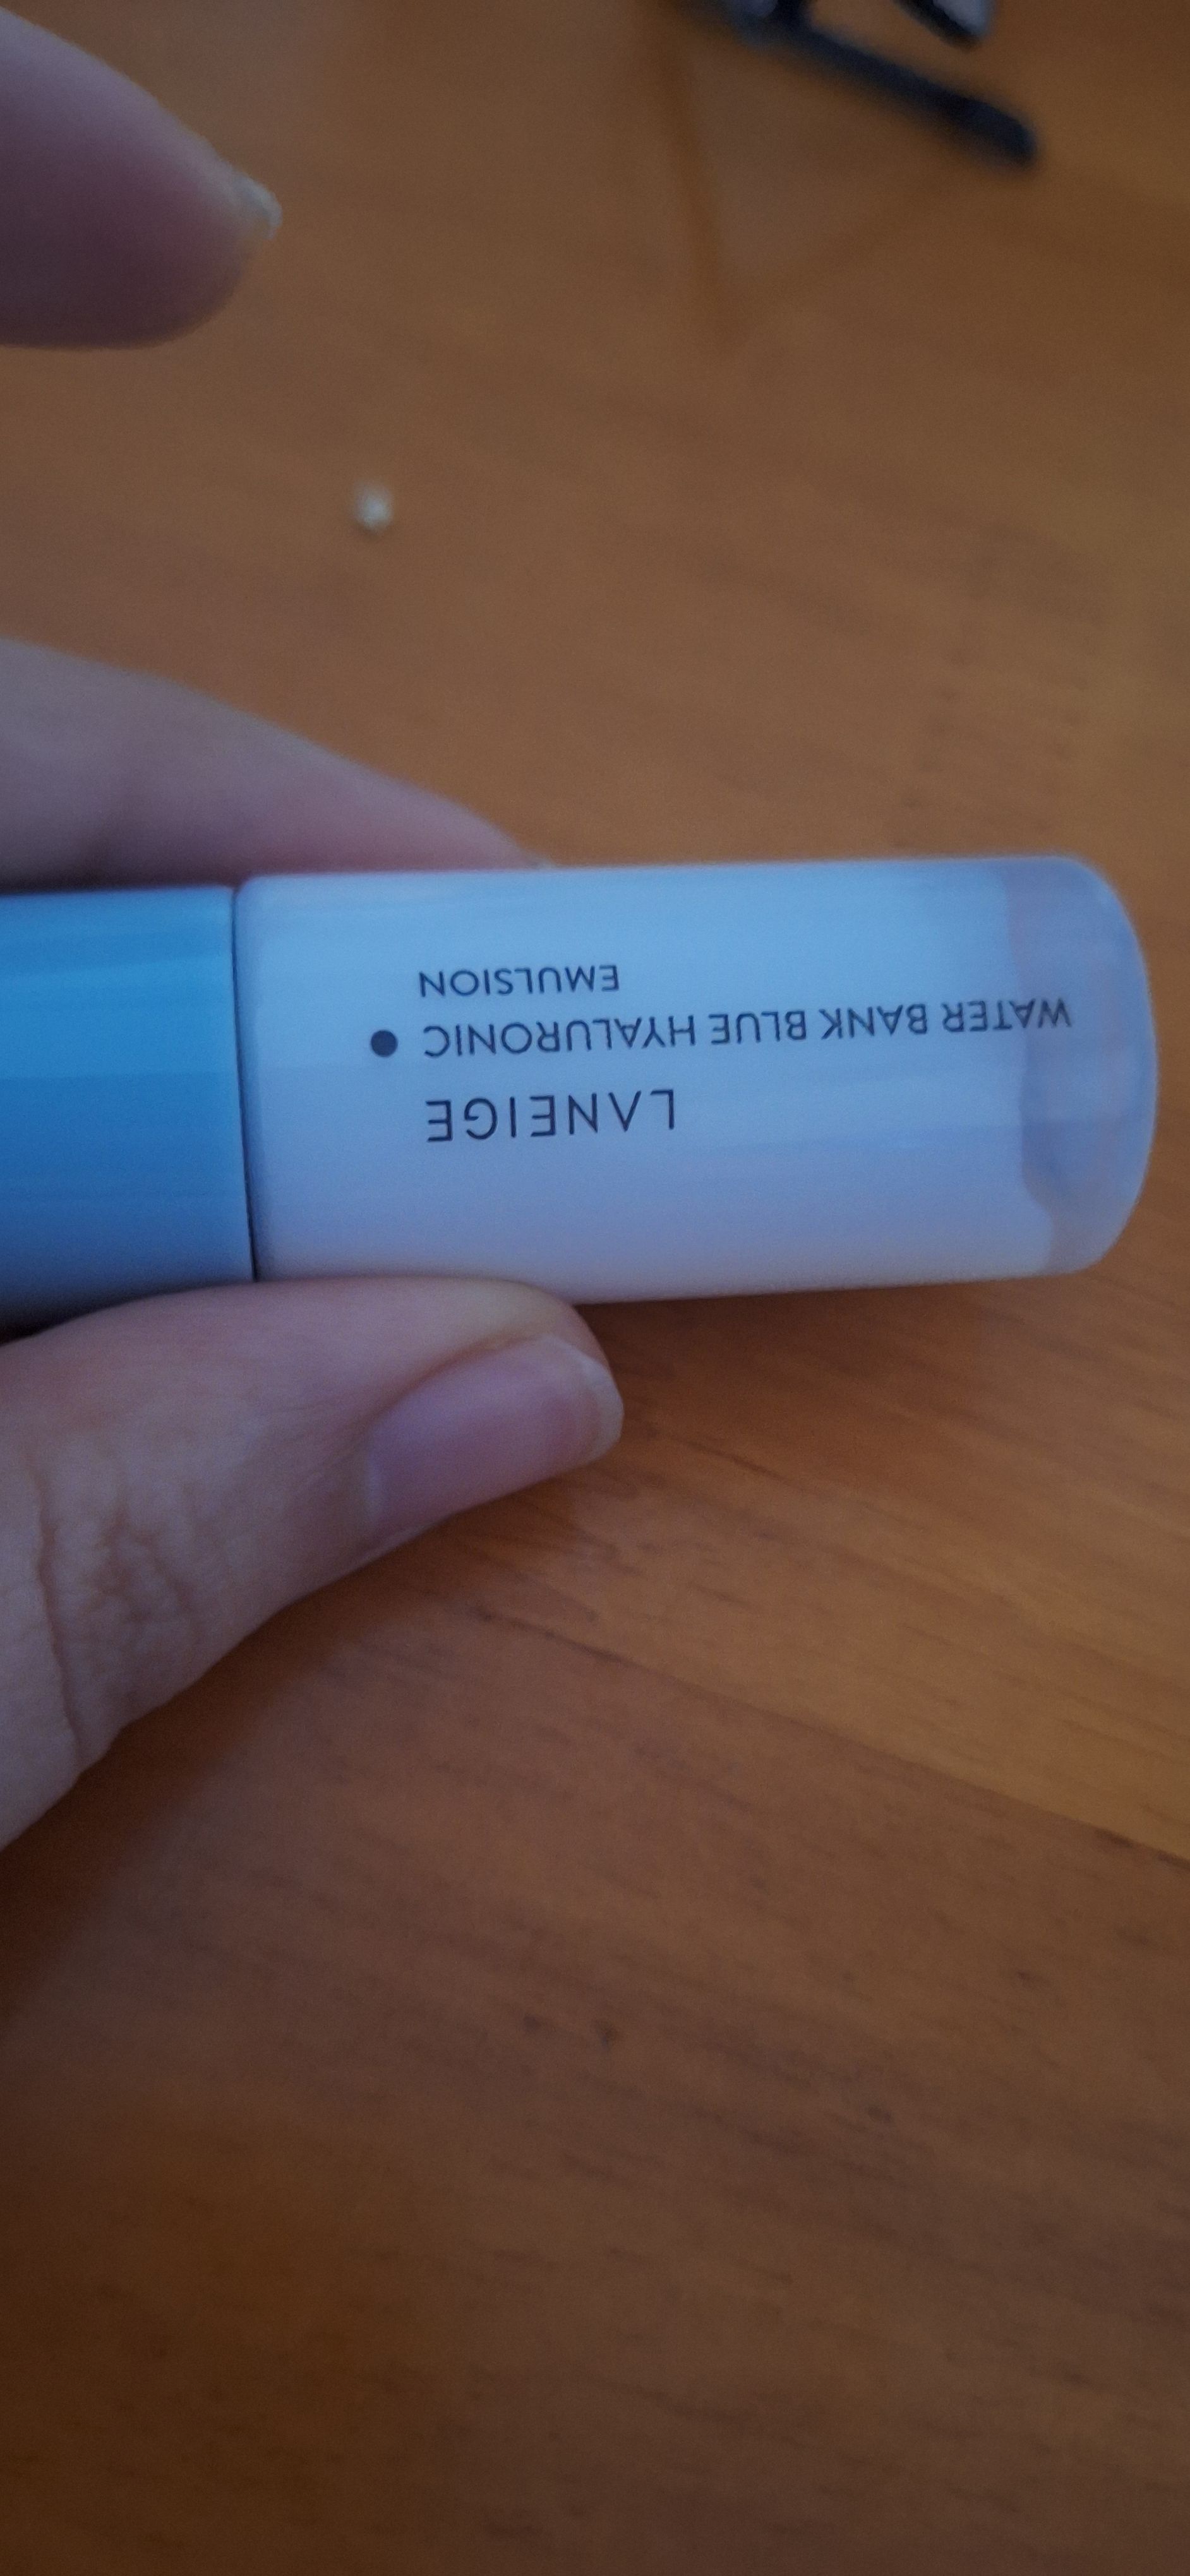 LANEIGE
WATER BANK BLUE HYALURONIC
EMULSION